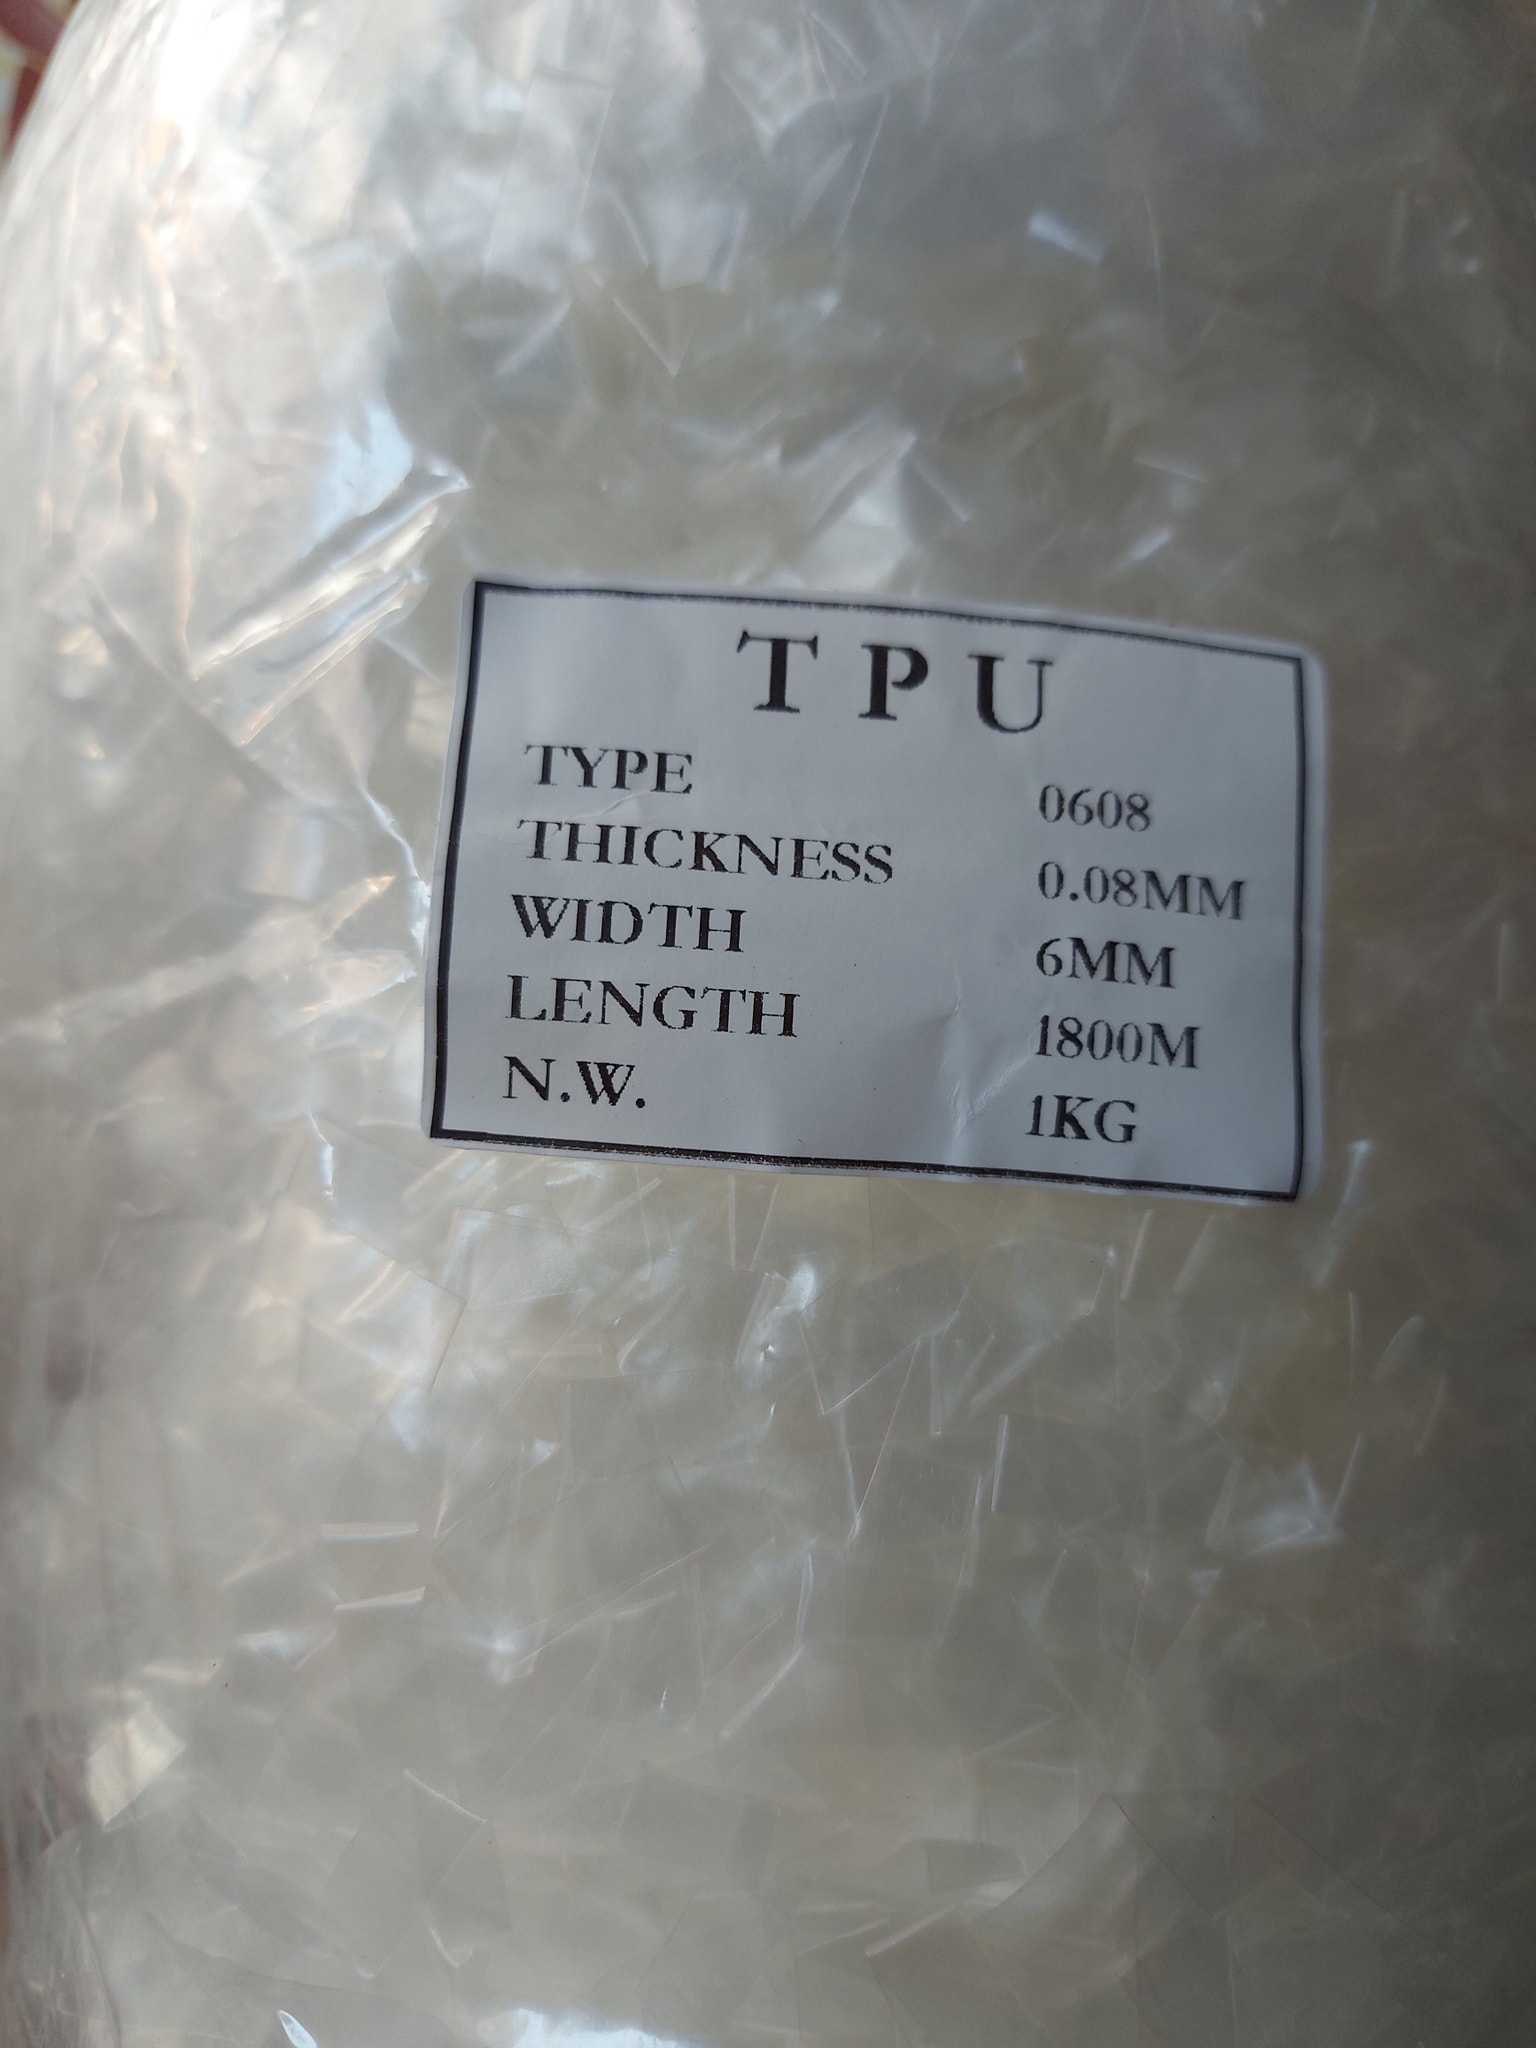 TPU
TYPE 0608
THICKNESS 0.08MM
WIDTH 6MM
LENGTH 1800M
N.W. 1KG